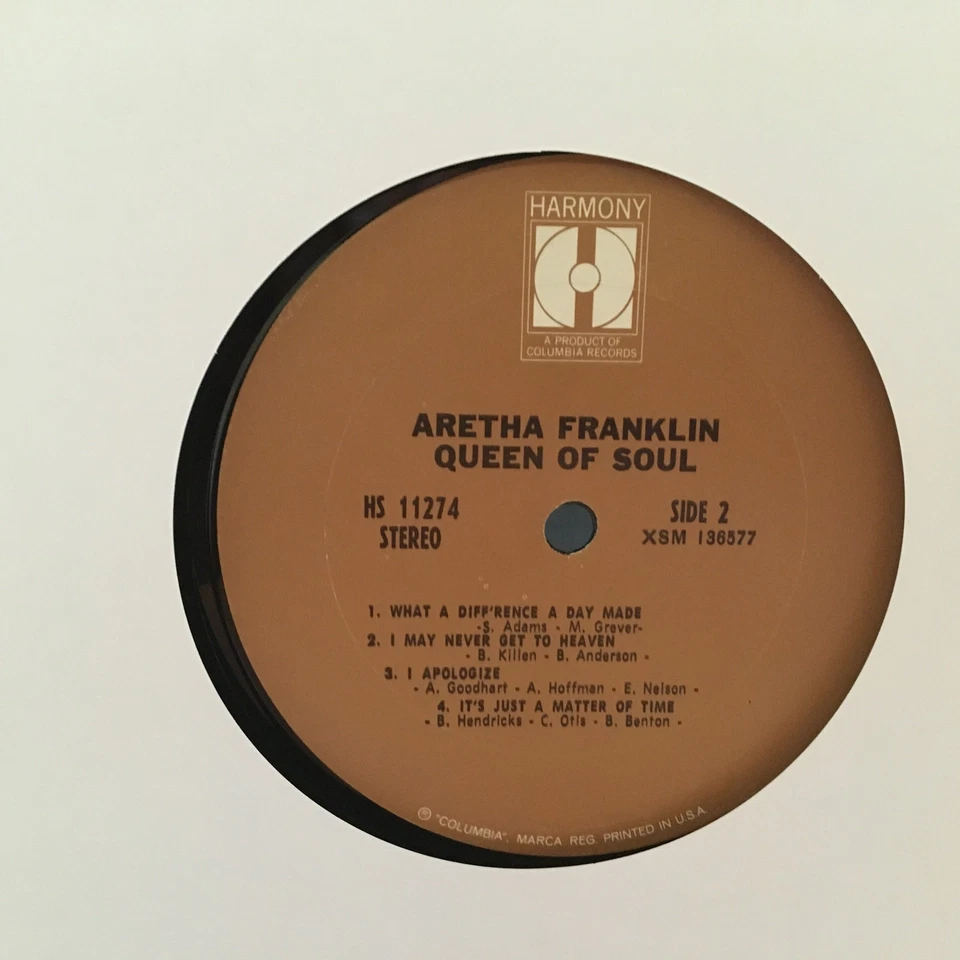 HARMONY
A PRODUCT OF
COLUMBIA RECORDS
ARETHA FRANKLIN
QUEEN OF SOUL
HS 11274
STEREO
SIDE 2
XSM 136577
1. WHAT A DIFF'RENCE A DAY MADE
-S. Adams - M. Grever-
2. I MAY NEVER GET TO HEAVEN
- B. Killen - B. Anderson -
3. I APOLOGIZE
- A. Goodhart - A. Hoffman - E. Nelson -
4. IT'S JUST A MATTER OF TIME
- B. Hendricks - C. Otis - B. Benton -
Ⓡ "COLUMBIA", MARCA REG. PRINTED IN U.S.A.